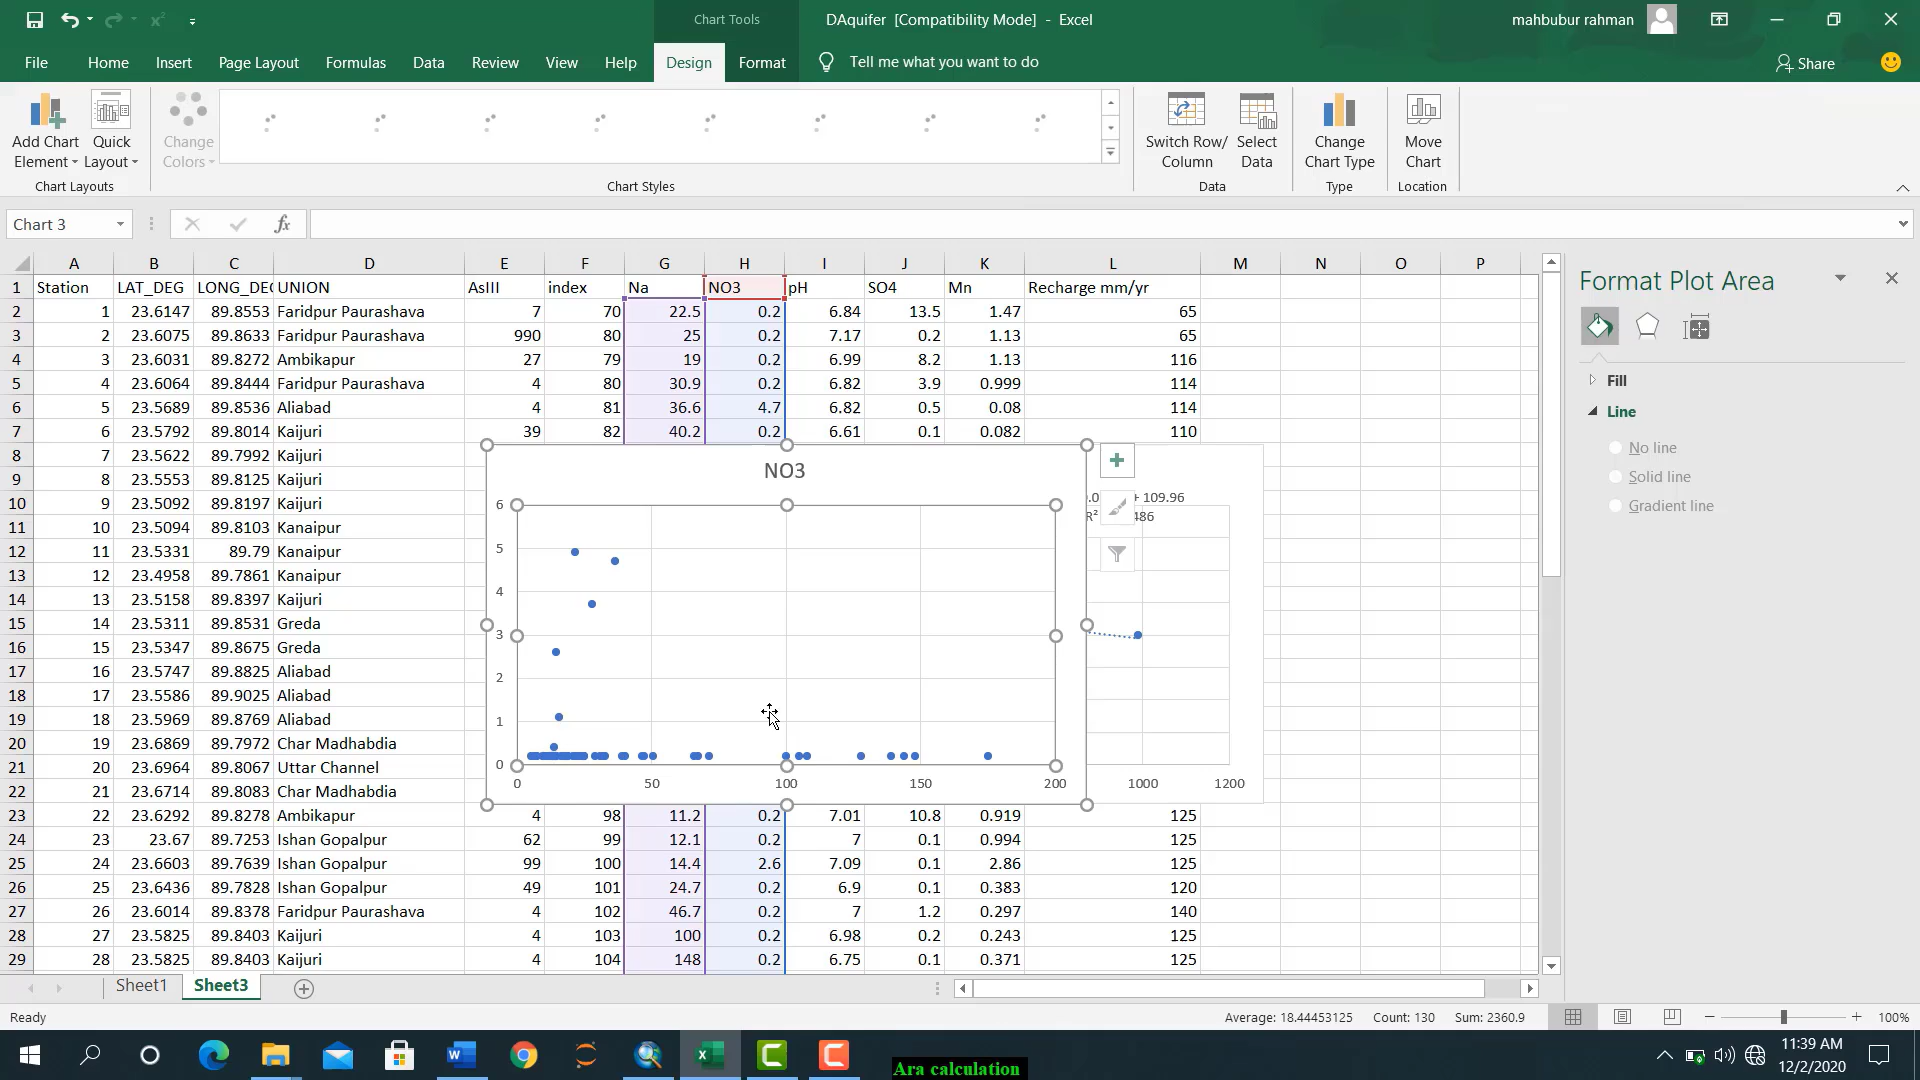 Chart Tools
DAquifer [Compatibility Mode] - Excel
mahbubur rahman
File Home Insert Page Layout Formulas Data Review View Help Design Format Tell me what you want to do Share
Add Chart Element
Quick Layout
Change Colors
Switch Row/ Column
Select Data
Change Chart Type
Move Chart
Chart Layouts Chart Styles Data Type Location
Chart 3
fx
A B C D E F G H I J K L M N O P
1 Station LAT_DEG LONG_DE UNION AsIII index Na NO3 pH SO4 Mn Recharge mm/yr
2 1 23.6147 89.8553 Faridpur Paurashava 7 70 22.5 0.2 6.84 13.5 1.47 65
3 2 23.6075 89.8633 Faridpur Paurashava 990 80 25 0.2 7.17 0.2 1.13 65
4 3 23.6031 89.8272 Ambikapur 27 79 19 0.2 6.99 8.2 1.13 116
5 4 23.6064 89.8444 Faridpur Paurashava 4 80 30.9 0.2 6.82 3.9 0.999 114
6 5 23.5689 89.8536 Aliabad 4 81 36.6 4.7 6.82 0.5 0.08 114
7 6 23.5792 89.8014 Kaijuri 39 82 40.2 0.2 6.61 0.1 0.082 110
8 7 23.5622 89.7992 Kaijuri
9 8 23.5553 89.8125 Kaijuri
10 9 23.5092 89.8197 Kaijuri
11 10 23.5094 89.8103 Kanaipur
12 11 23.5331 89.79 Kanaipur
13 12 23.4958 89.7861 Kanaipur
14 13 23.5158 89.8397 Kaijuri
15 14 23.5311 89.8531 Greda
16 15 23.5347 89.8675 Greda
17 16 23.5747 89.8825 Aliabad
18 17 23.5586 89.9025 Aliabad
19 18 23.5969 89.8769 Aliabad
20 19 23.6869 89.7972 Char Madhabdia
21 20 23.6964 89.8067 Uttar Channel
22 21 23.6714 89.8083 Char Madhabdia
23 22 23.6292 89.8278 Ambikapur 4 98 11.2 0.2 7.01 10.8 0.919 125
24 23 23.67 89.7253 Ishan Gopalpur 62 99 12.1 0.2 7 0.1 0.994 125
25 24 23.6603 89.7639 Ishan Gopalpur 99 100 14.4 2.6 7.09 0.1 2.86 125
26 25 23.6436 89.7828 Ishan Gopalpur 49 101 24.7 0.2 6.9 0.1 0.383 120
27 26 23.6014 89.8378 Faridpur Paurashava 4 102 46.7 0.2 7 1.2 0.297 140
28 27 23.5825 89.8403 Kaijuri 4 103 100 0.2 6.98 0.2 0.243 125
29 28 23.5825 89.8403 Kaijuri 4 104 148 0.2 6.75 0.1 0.371 125
NO3
6
5
4
3
2
1
0
0 50 100 150 200
+ 109.96
R² 486
1000 1200
Format Plot Area
Fill
Line
No line
Solid line
Gradient line
Sheet1 Sheet3
Ready
Average: 18.44453125 Count: 130 Sum: 2360.9
100%
11:39 AM
12/2/2020
Ara calculation